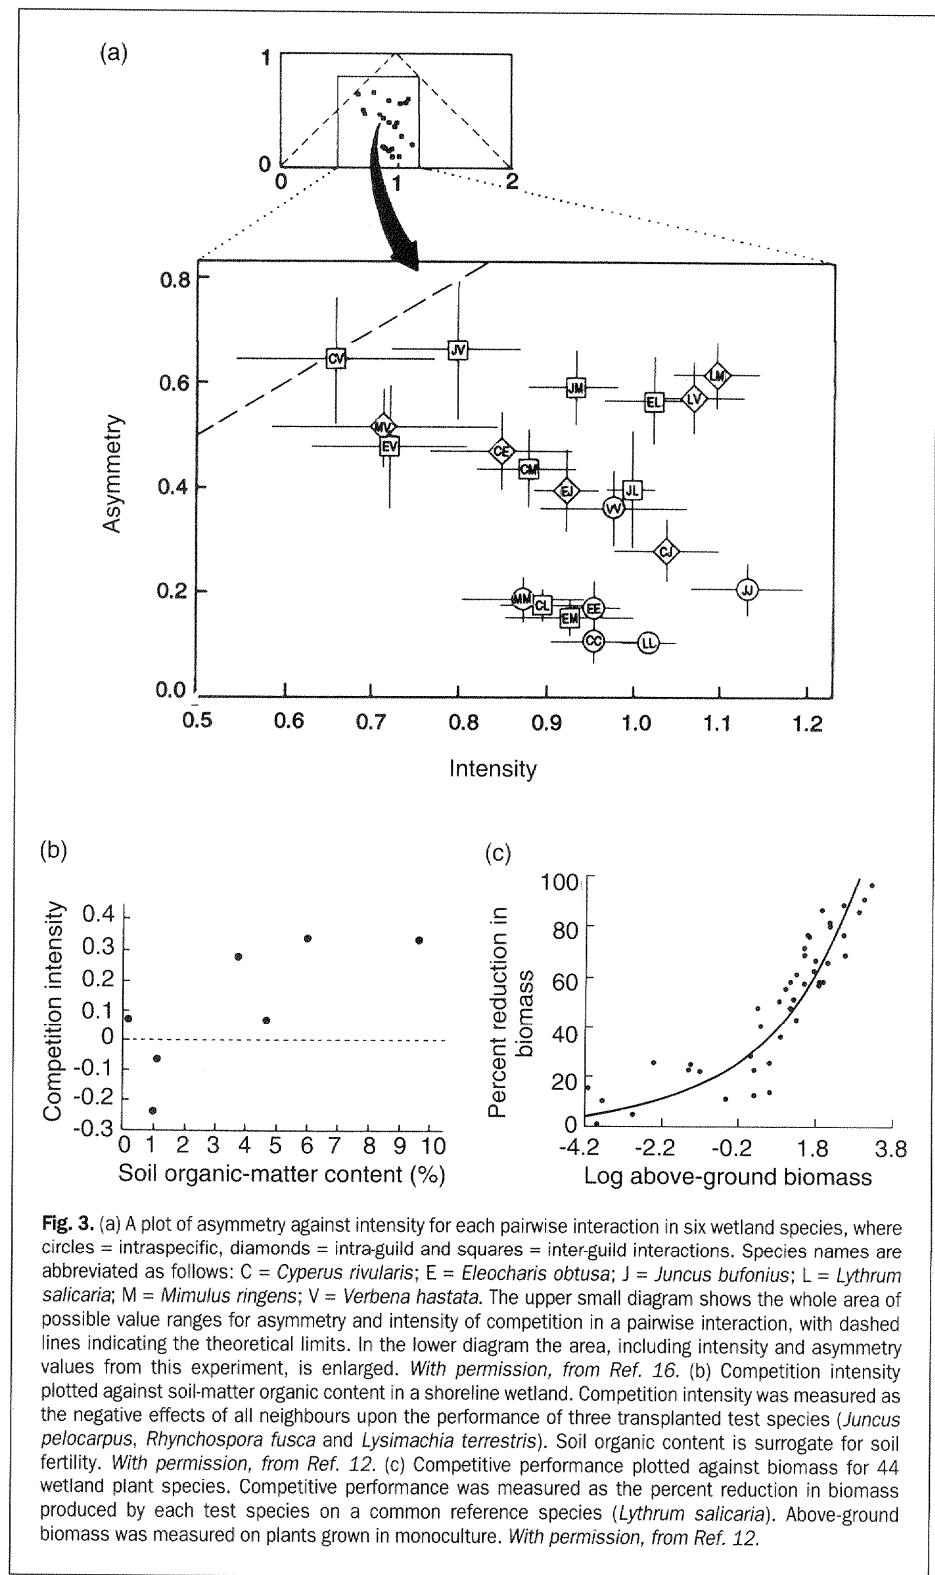 (a)
1
0
0
1
2
0.8
0.6
0.4
0.2
0.0
Asymmetry
CV
JV
JM
EL
LV
LM
MV
EV
CE
CM
EJ
JL
VV
CJ
JJ
MM
CL
EE
EM
CC
LL
0.5 0.6 0.7 0.8 0.9 1.0 1.1 1.2
Intensity
(b)
Competition intensity
0.4
0.3
0.2
0.1
0
-0.1
-0.2
-0.3
0 1 2 3 4 5 6 7 8 9 10
Soil organic-matter content (%)
(c)
Percent reduction in
biomass
100
80
60
40
20
0
-4.2 -2.2 -0.2 1.8 3.8
Log above-ground biomass
Fig. 3. (a) A plot of asymmetry against intensity for each pairwise interaction in six wetland species, where
circles = intraspecific, diamonds = intra-guild and squares = inter-guild interactions. Species names are
abbreviated as follows: C = Cyperus rivularis; E = Eleocharis obtusa; J = Juncus bufonius; L = Lythrum
salicaria; M = Mimulus ringens; V = Verbena hastata. The upper small diagram shows the whole area of
possible value ranges for asymmetry and intensity of competition in a pairwise interaction, with dashed
lines indicating the theoretical limits. In the lower diagram the area, including intensity and asymmetry
values from this experiment, is enlarged. With permission, from Ref. 16. (b) Competition intensity
plotted against soil-matter organic content in a shoreline wetland. Competition intensity was measured as
the negative effects of all neighbours upon the performance of three transplanted test species (Juncus
pelocarpus, Rhynchospora fusca and Lysimachia terrestris). Soil organic content is surrogate for soil
fertility. With permission, from Ref. 12. (c) Competitive performance plotted against biomass for 44
wetland plant species. Competitive performance was measured as the percent reduction in biomass
produced by each test species on a common reference species (Lythrum salicaria). Above-ground
biomass was measured on plants grown in monoculture. With permission, from Ref. 12.